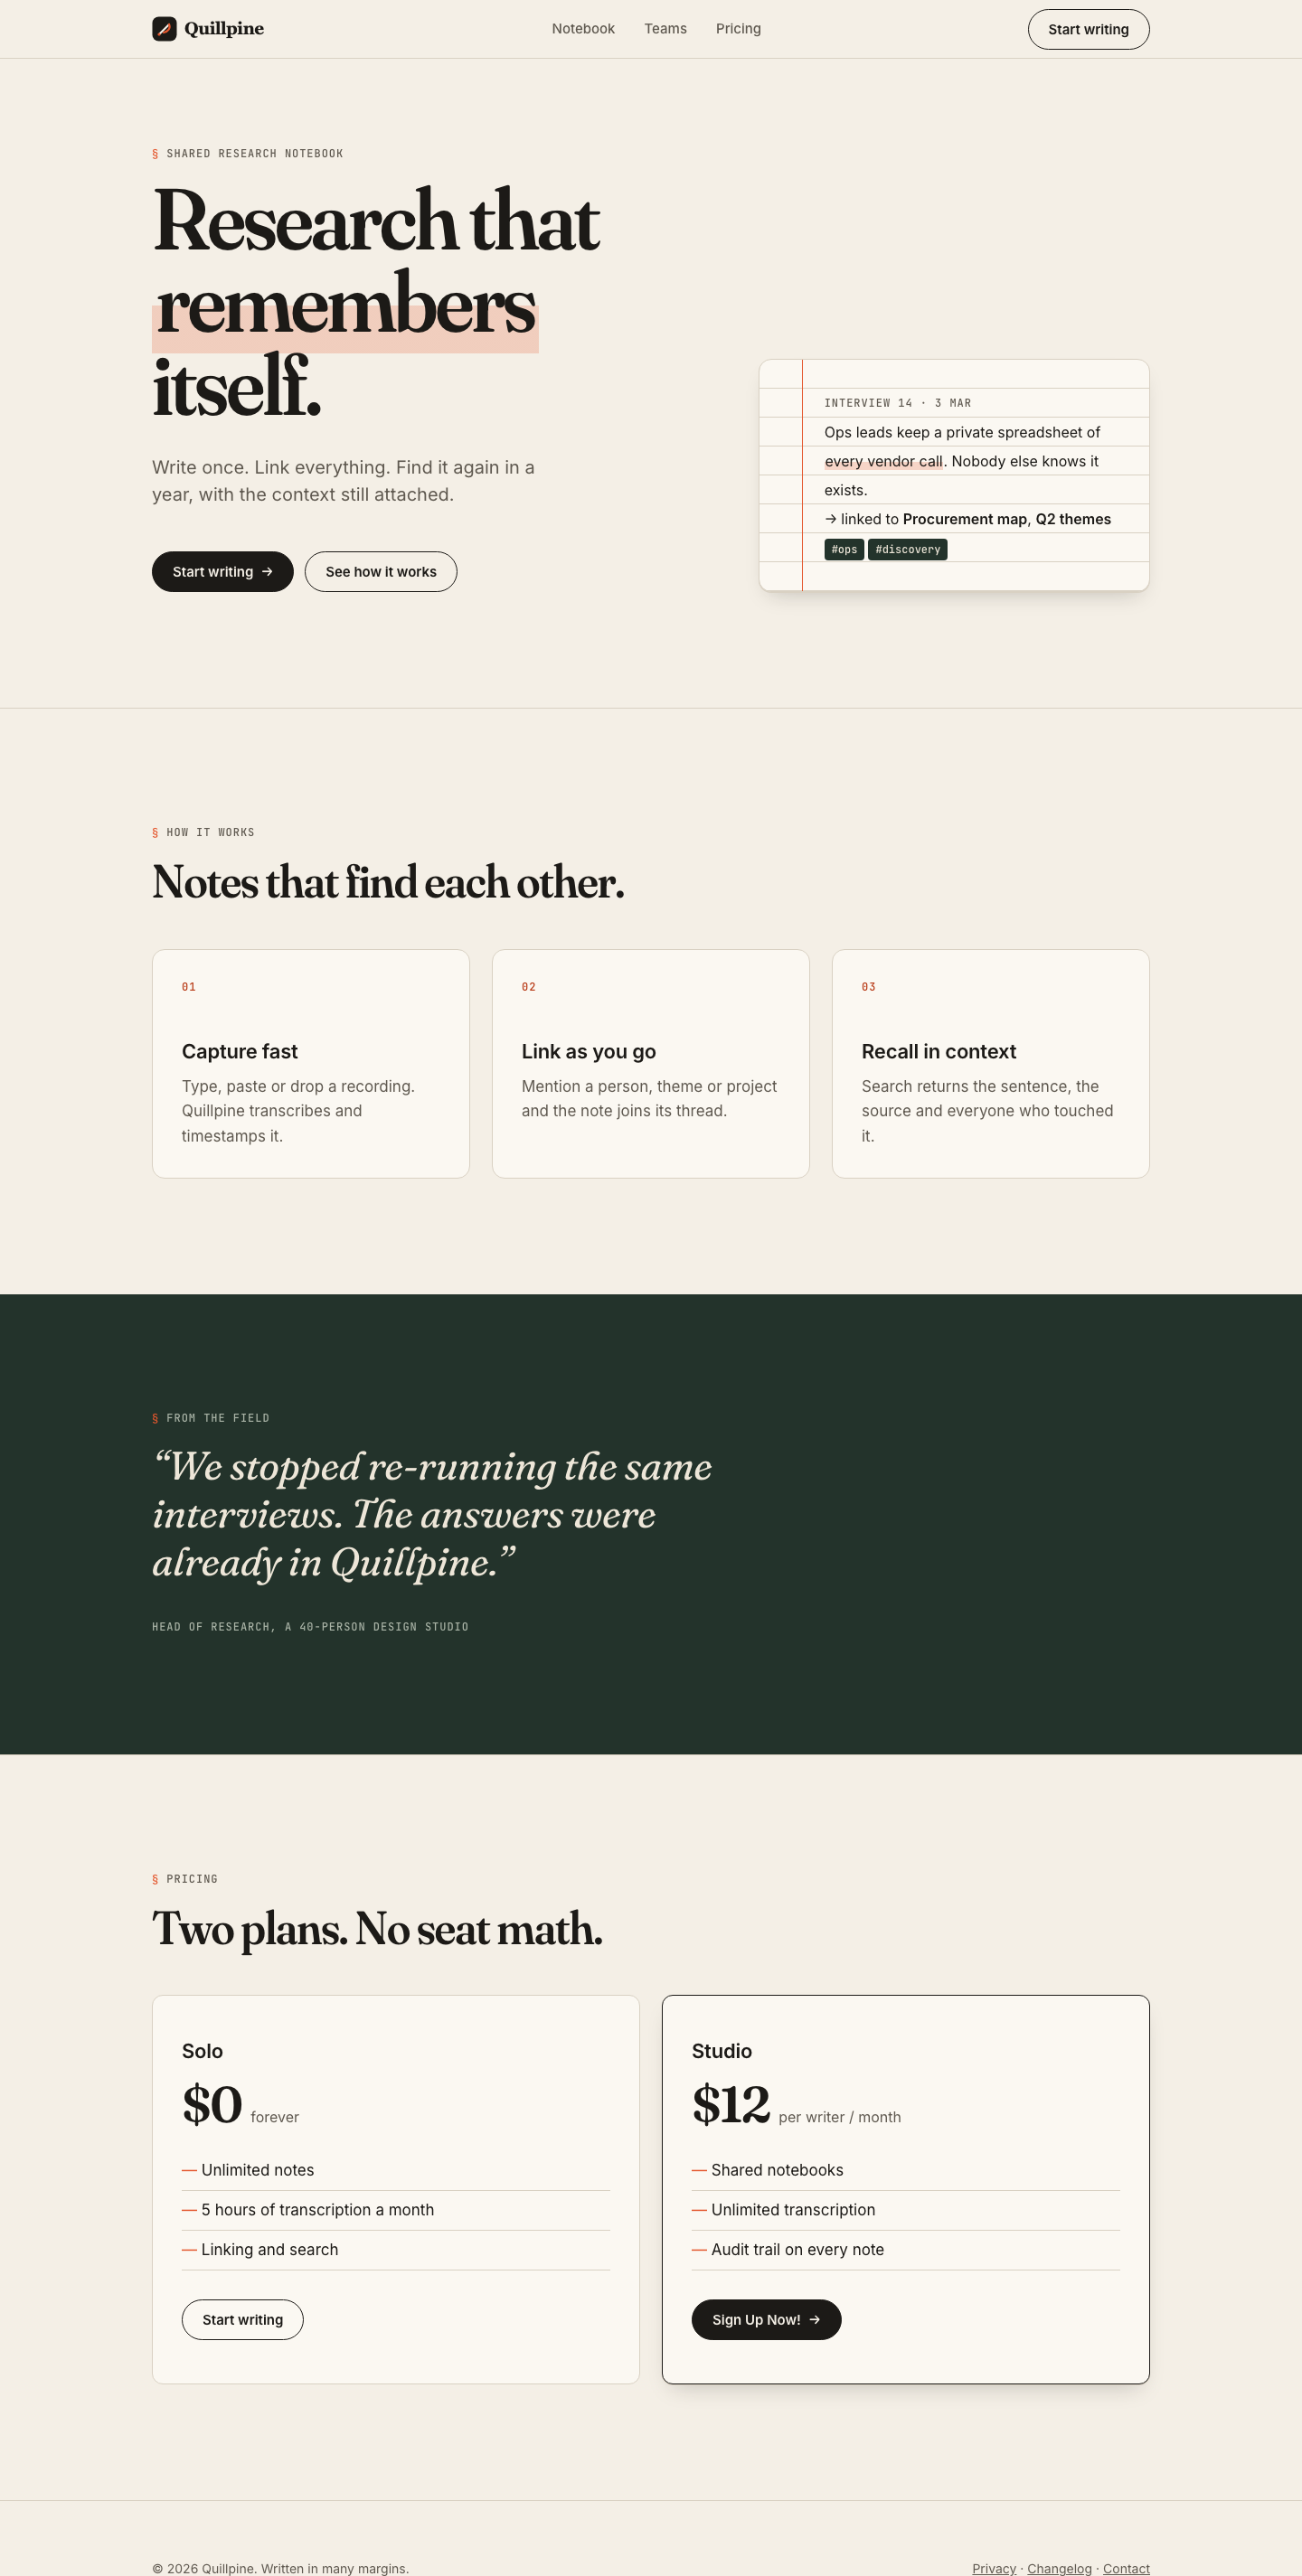 Quillpine
Notebook
Teams
Pricing
Start writing
§ SHARED RESEARCH NOTEBOOK
Research that
remembers
itself.
Write once. Link everything. Find it again in a
year, with the context still attached.
Start writing →
See how it works
INTERVIEW 14 · 3 MAR
Ops leads keep a private spreadsheet of
every vendor call. Nobody else knows it
exists.
→ linked to Procurement map, Q2 themes
#ops #discovery
§ HOW IT WORKS
Notes that find each other.
01
Capture fast
Type, paste or drop a recording.
Quillpine transcribes and
timestamps it.
02
Link as you go
Mention a person, theme or project
and the note joins its thread.
03
Recall in context
Search returns the sentence, the
source and everyone who touched
it.
§ FROM THE FIELD
“We stopped re-running the same
interviews. The answers were
already in Quillpine.”
HEAD OF RESEARCH, A 40-PERSON DESIGN STUDIO
§ PRICING
Two plans. No seat math.
Solo
$0 forever
— Unlimited notes
— 5 hours of transcription a month
— Linking and search
Start writing
Studio
$12 per writer / month
— Shared notebooks
— Unlimited transcription
— Audit trail on every note
Sign Up Now! →
© 2026 Quillpine. Written in many margins.
Privacy · Changelog · Contact